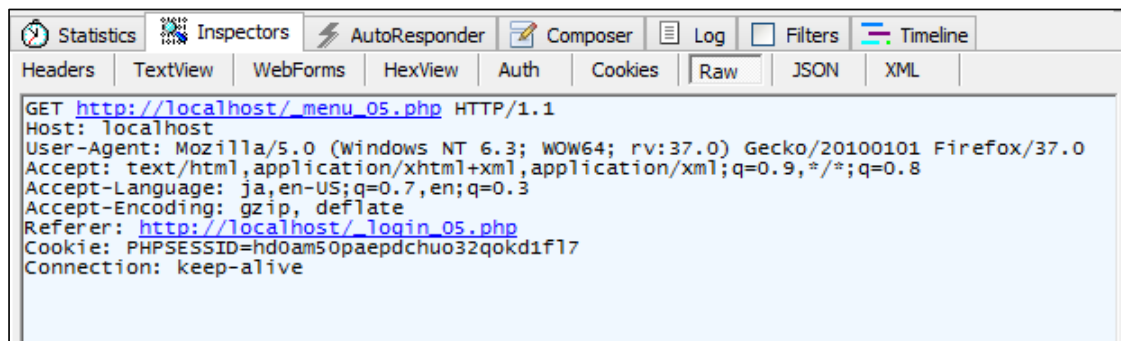 Statistics Inspectors AutoResponder Composer Log Filters Timeline
Headers TextView WebForms HexView Auth Cookies Raw JSON XML
GET http://localhost/_menu_05.php HTTP/1.1
Host: localhost
User-Agent: Mozilla/5.0 (Windows NT 6.3; WOW64; rv:37.0) Gecko/20100101 Firefox/37.0
Accept: text/html,application/xhtml+xml,application/xml;q=0.9,*/*;q=0.8
Accept-Language: ja,en-US;q=0.7,en;q=0.3
Accept-Encoding: gzip, deflate
Referer: http://localhost/_login_05.php
Cookie: PHPSESSID=hd0am50paepdchuo32qokd1fl7
Connection: keep-alive